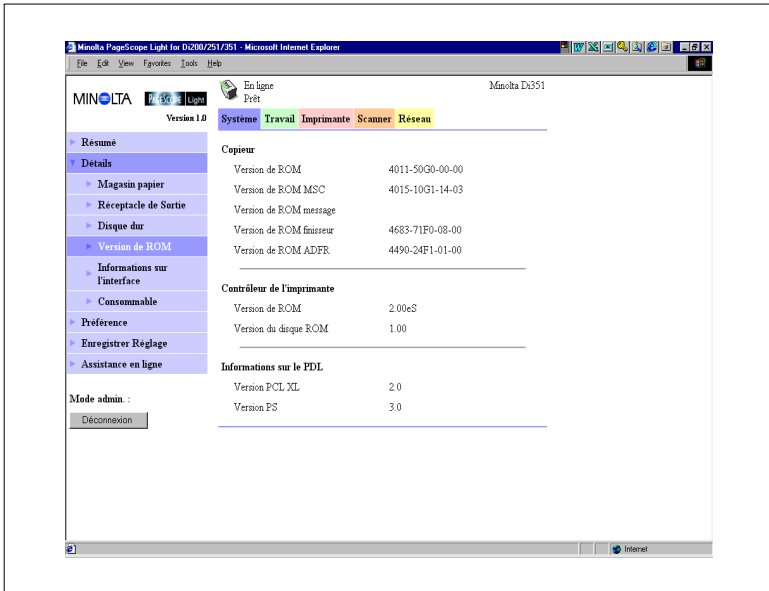 Minolta PageScope Light for Di200/251/351 - Microsoft Internet Explorer
File Edit View Favorites Tools Help
MINOLTA PAGESCOPE Light
Version 1.0
En ligne
Prêt
Minolta Di351
Système Travail Imprimante Scanner Réseau
Résumé
Détails
Magasin papier
Réceptacle de Sortie
Disque dur
Version de ROM
Informations sur
l'interface
Consommable
Préférence
Enregistrer Réglage
Assistance en ligne
Mode admin. :
Déconnexion
Copieur
Version de ROM 4011-50G0-00-00
Version de ROM MSC 4015-10G1-14-03
Version de ROM message
Version de ROM finisseur 4683-71F0-08-00
Version de ROM ADFR 4490-24F1-01-00
Contrôleur de l'imprimante
Version de ROM 2.00eS
Version du disque ROM 1.00
Informations sur le PDL
Version PCL XL 2.0
Version PS 3.0
Internet